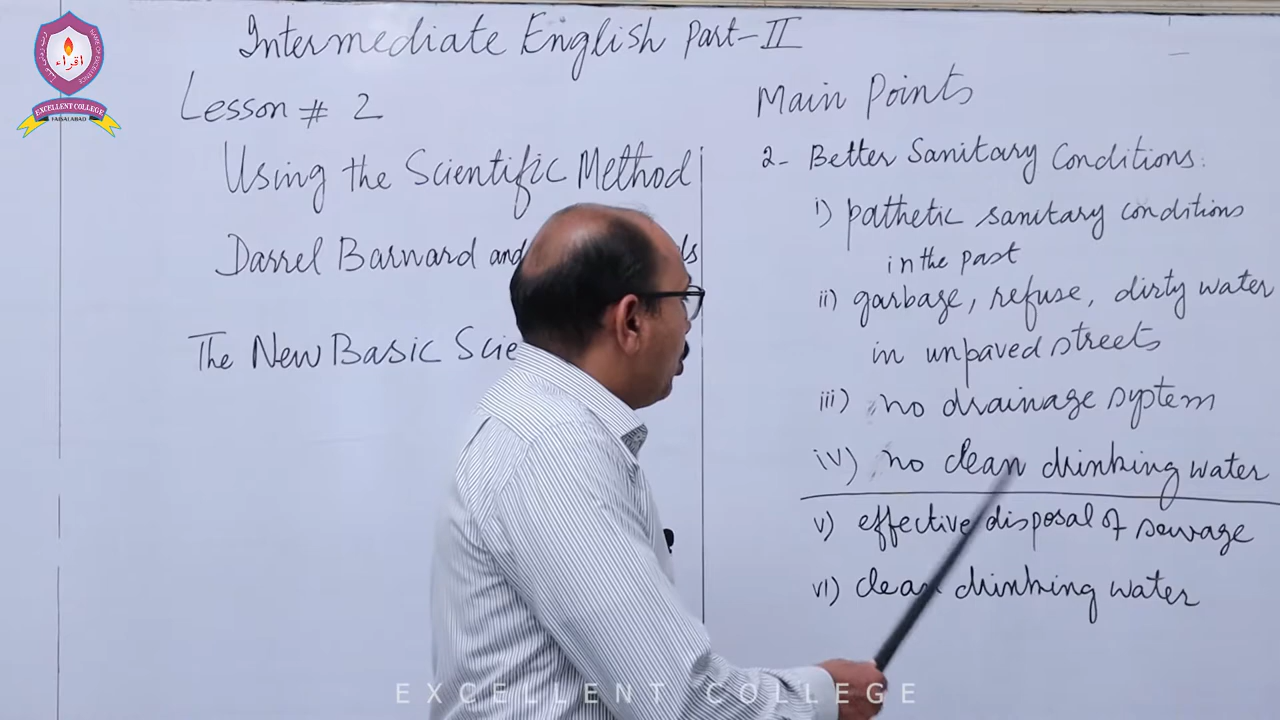 Intermediate English Part-II
Lesson # 2
Using the Scientific Method
Darrel Barnard and
The New Basic
Main Points
2- Better Sanitary Conditions:
i) pathetic sanitary conditions
in the past
ii) garbage, refuse, dirty water
in unpaved streets
iii) no drainage system
iv) no clean drinking water
v) effective disposal of sewage
vi) clean drinking water
اقراء
EXCELLENT COLLEGE
FAISALABAD
EXCELLENT COLLEGE